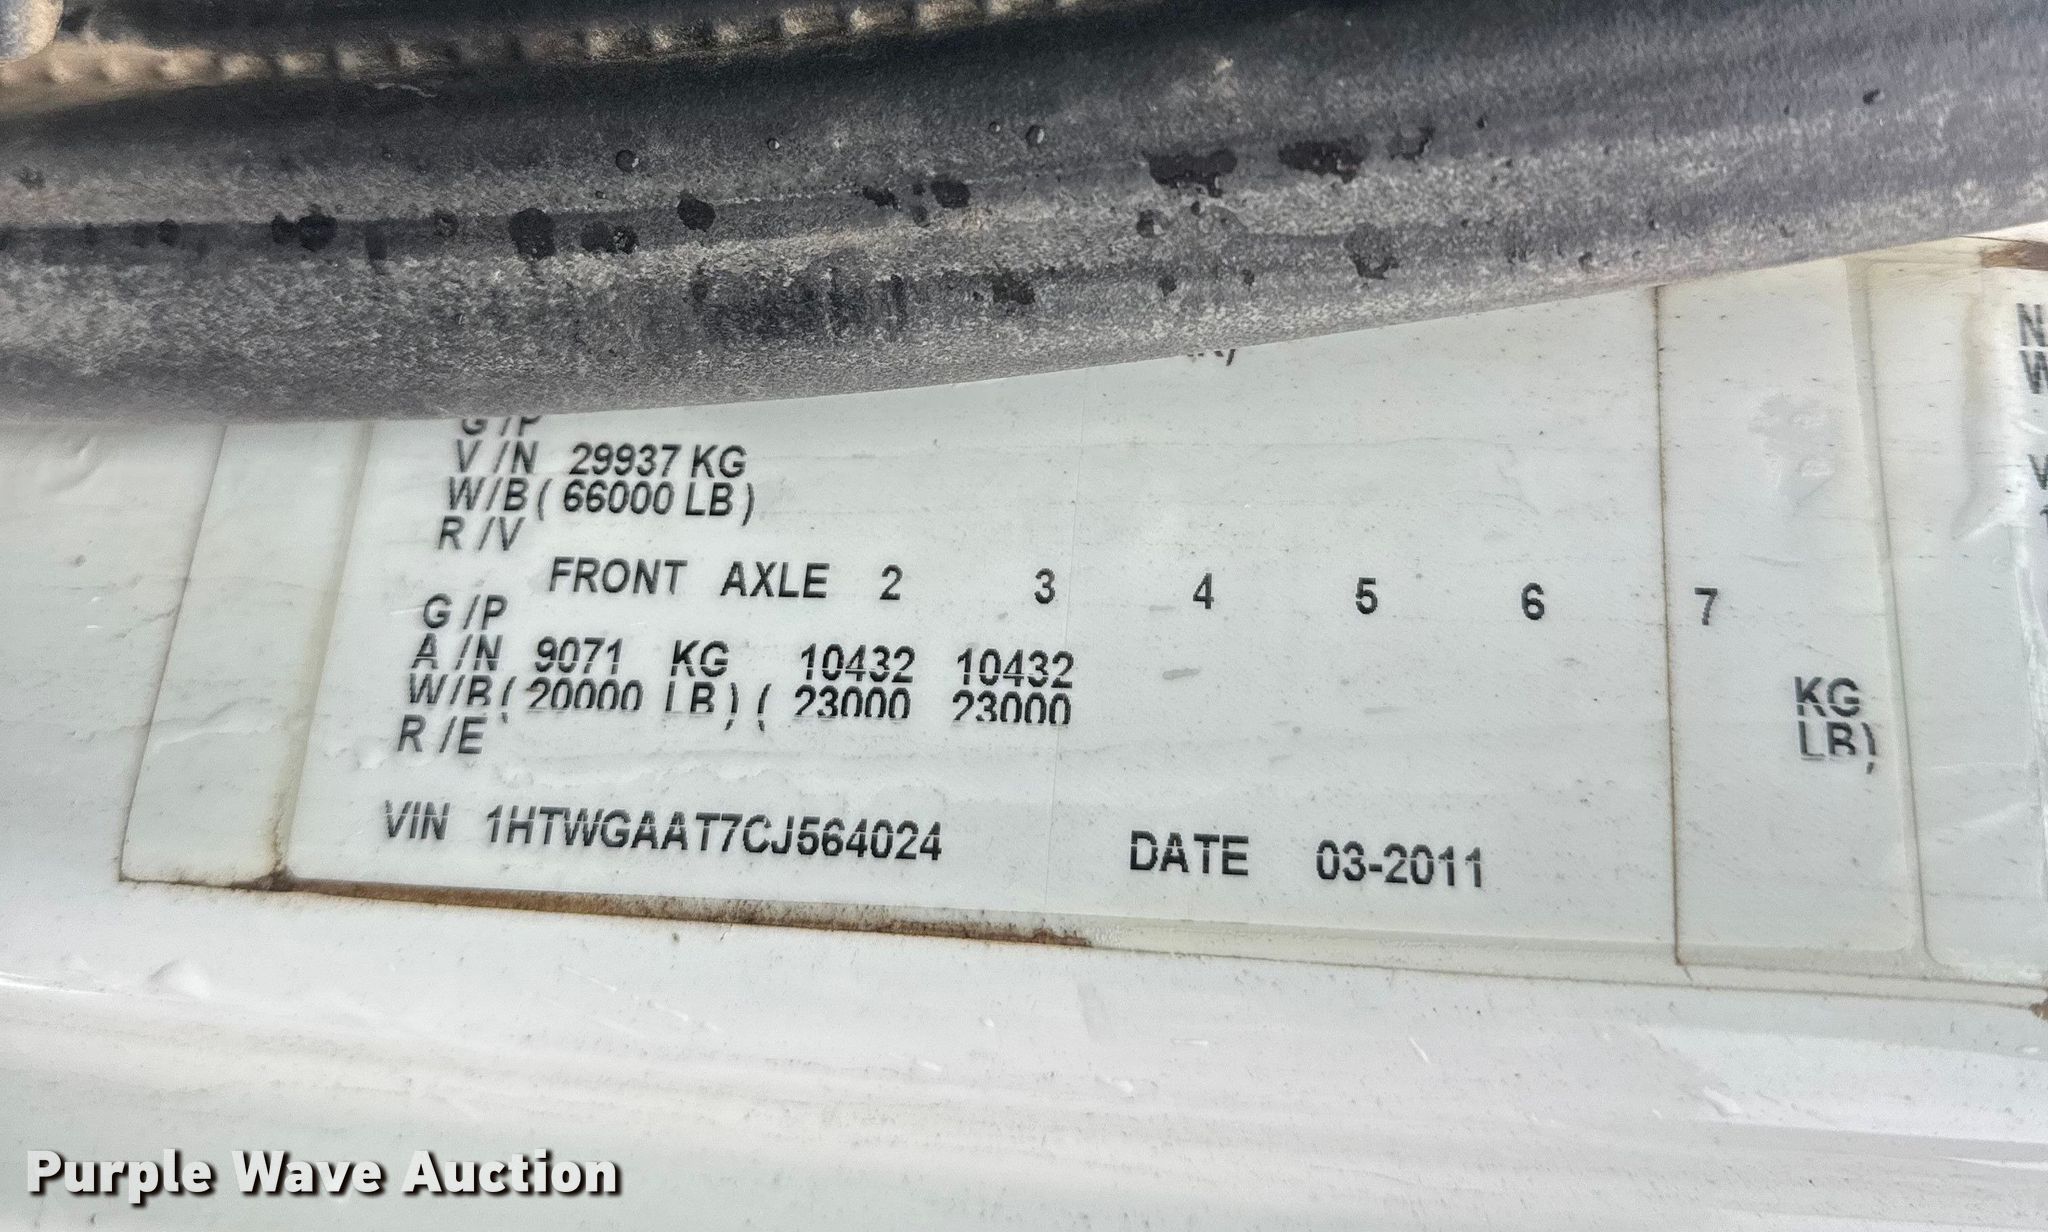 G /P
V /N 29937 KG
W/B ( 66000 LB )
R /V
FRONT AXLE 2 3 4 5 6 7
G /P
A /N 9071 KG 10432 10432 KG
W/B ( 20000 LB ) ( 23000 23000 LB )
R /E
VIN 1HTWGAAT7CJ564024 DATE 03-2011
Purple Wave Auction